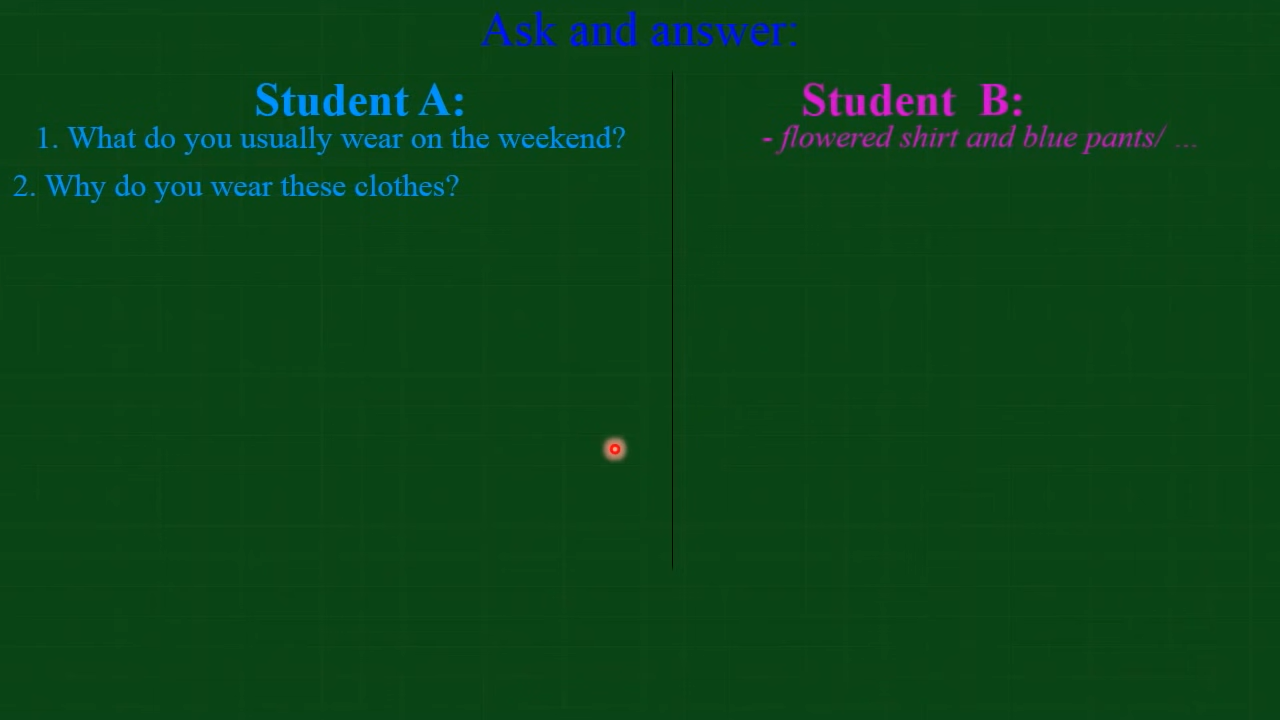 Ask and answer:
Student A:
1. What do you usually wear on the weekend?
2. Why do you wear these clothes?
Student B:
- flowered shirt and blue pants/ ...